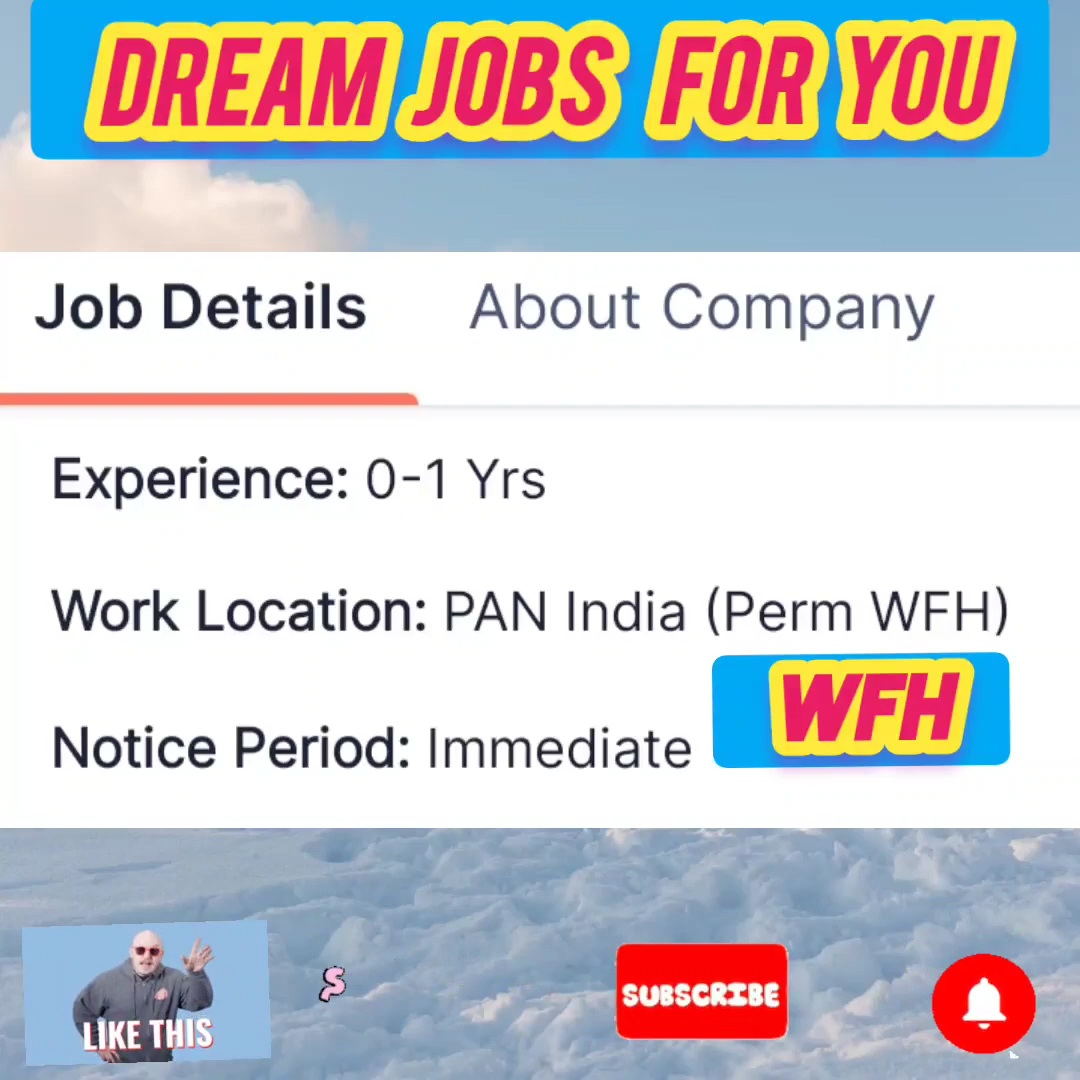 DREAM JOBS FOR YOU
Job Details About Company
Experience: 0-1 Yrs
Work Location: PAN India (Perm WFH)
WFH
Notice Period: Immediate
LIKE THIS
S
SUBSCRIBE